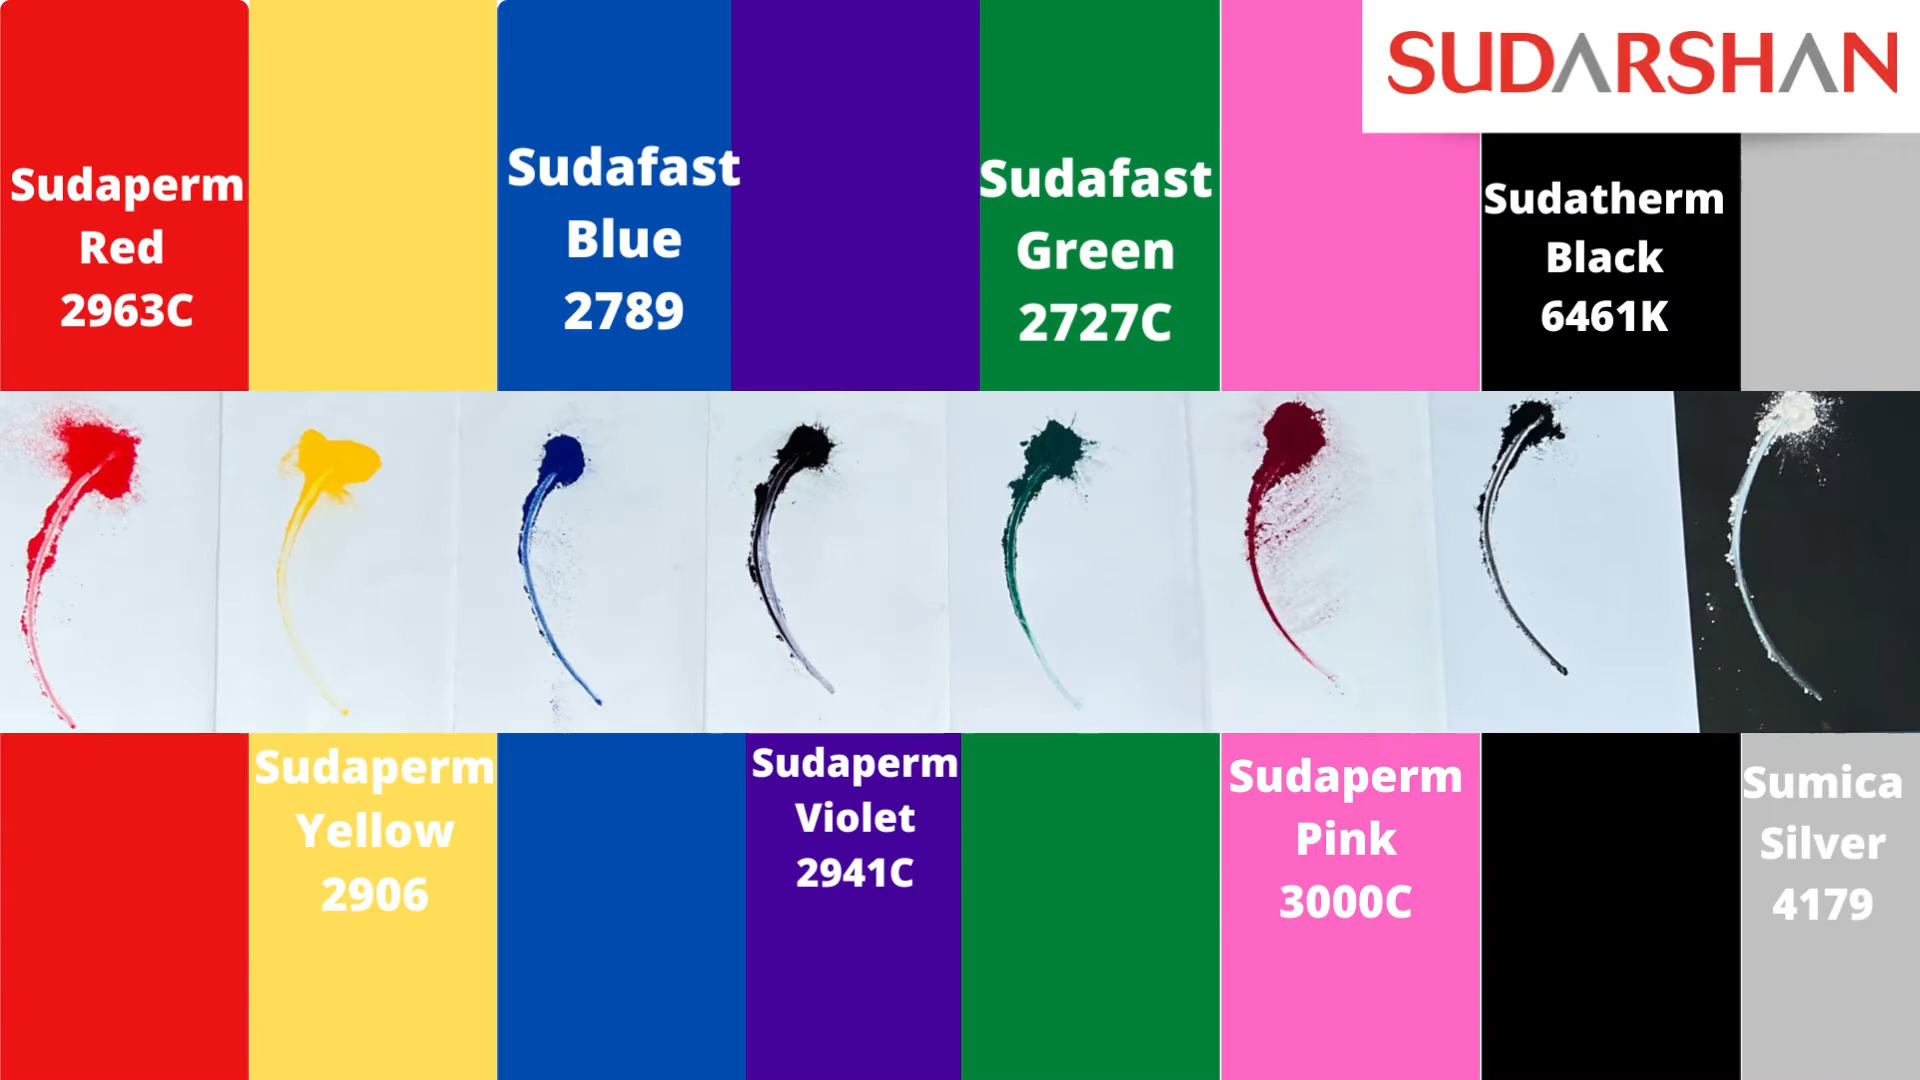 SUDARSHAN
Sudaperm
Red
2963C
Sudafast
Blue
2789
Sudafast
Green
2727C
Sudatherm
Black
6461K
Sudaperm
Yellow
2906
Sudaperm
Violet
2941C
Sudaperm
Pink
3000C
Sumica
Silver
4179